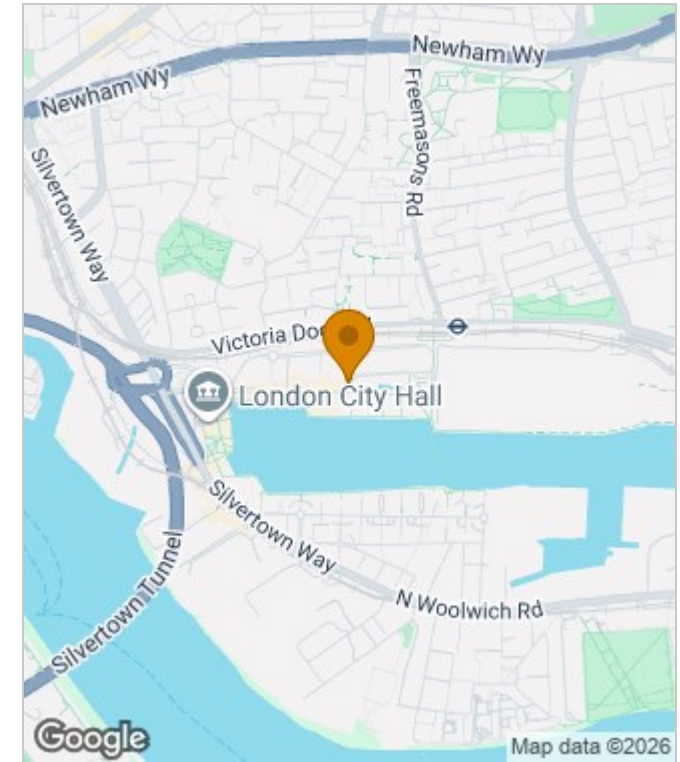 Newham Wy
Newham Wy
Freemasons Rd
Silvertown Way
Victoria Do
London City Hall
Silvertown Way
N Woolwich Rd
Silvertown Tunnel
Google
Map data ©2026